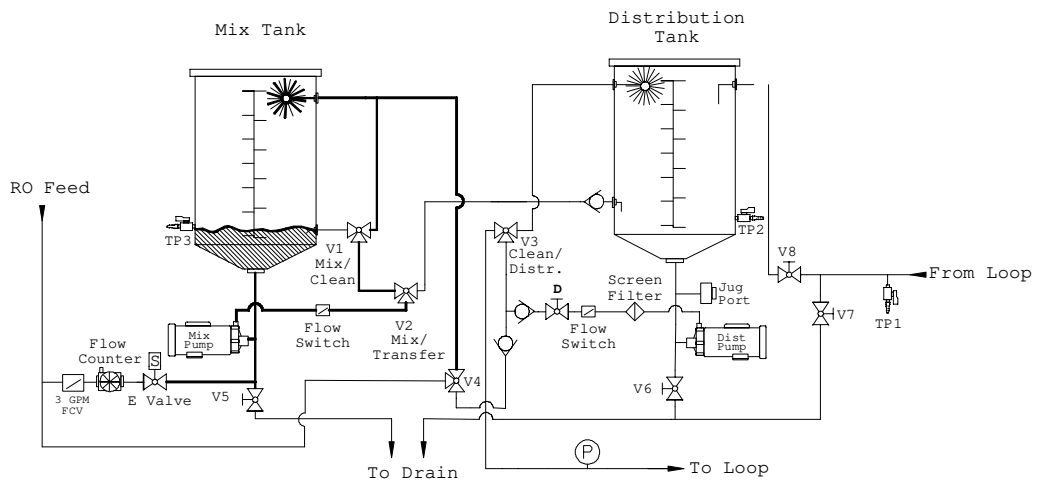 Mix Tank
Distribution
Tank
RO Feed
TP3
V1
Mix/
Clean
V3
Clean/
Distr.
TP2
V8
From Loop
D
Screen
Filter
Jug
Port
TP1
V7
Mix
Pump
Flow
Switch
V2
Mix/
Transfer
Flow
Switch
Dist
Pump
Flow
Counter
S
3 GPM
FCV
E Valve
V5
V4
V6
P
To Drain
To Loop